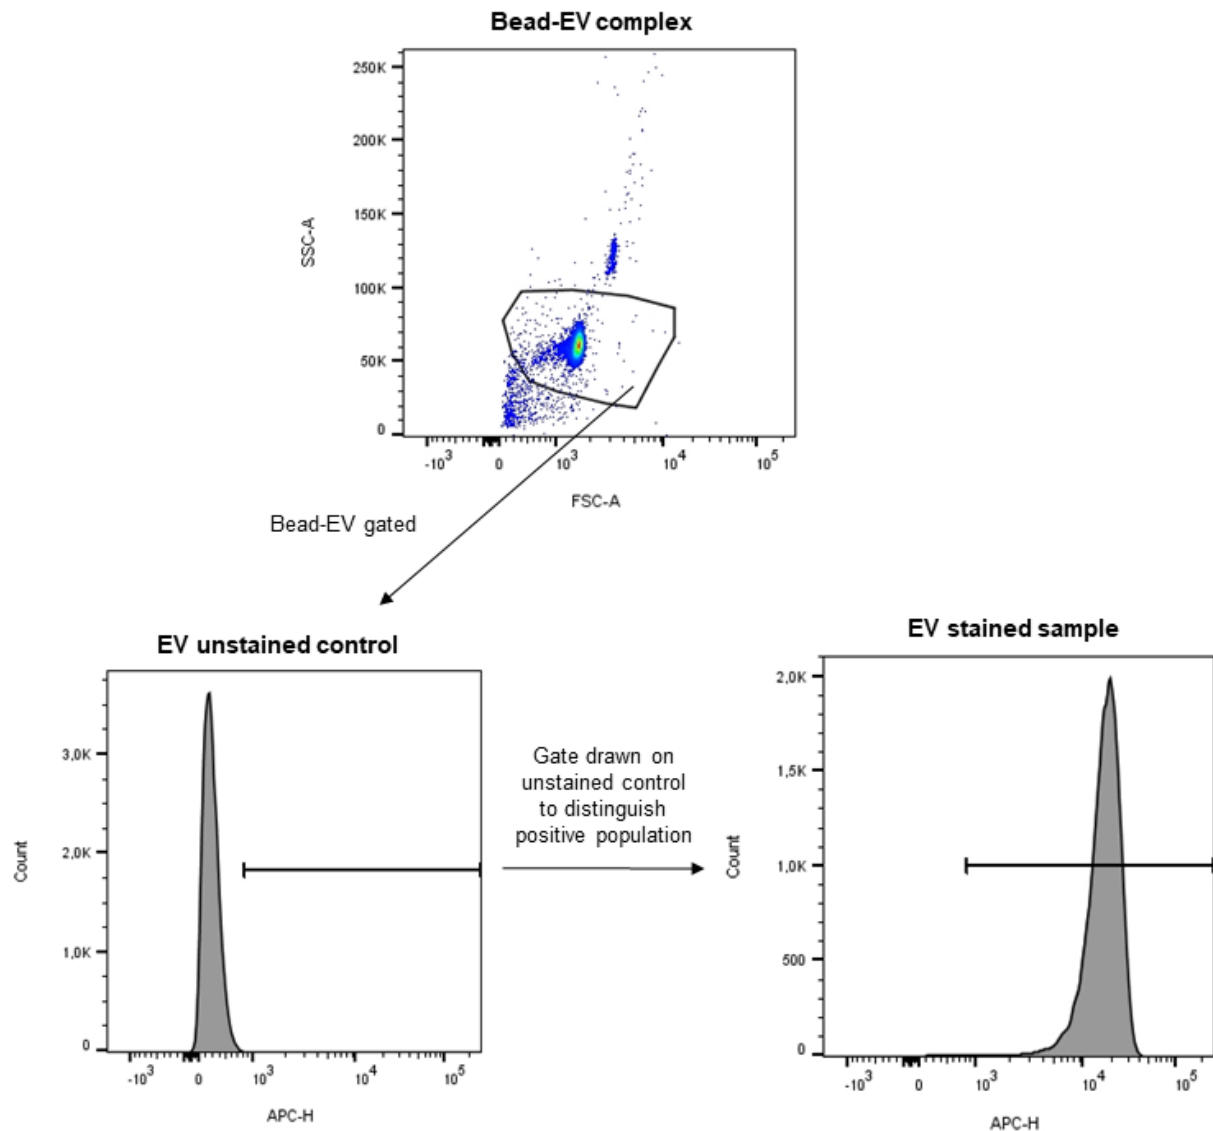 Bead-EV complex
250K
200K
150K
100K
50K
0
SSC-A
-10³ 0 10³ 10⁴ 10⁵
FSC-A
Bead-EV gated
EV unstained control
3,0K
2,0K
1,0K
0
Count
-10³ 0 10³ 10⁴ 10⁵
APC-H
Gate drawn on
unstained control
to distinguish
positive population
EV stained sample
2,0K
1,5K
1,0K
500
0
Count
-10³ 0 10³ 10⁴ 10⁵
APC-H